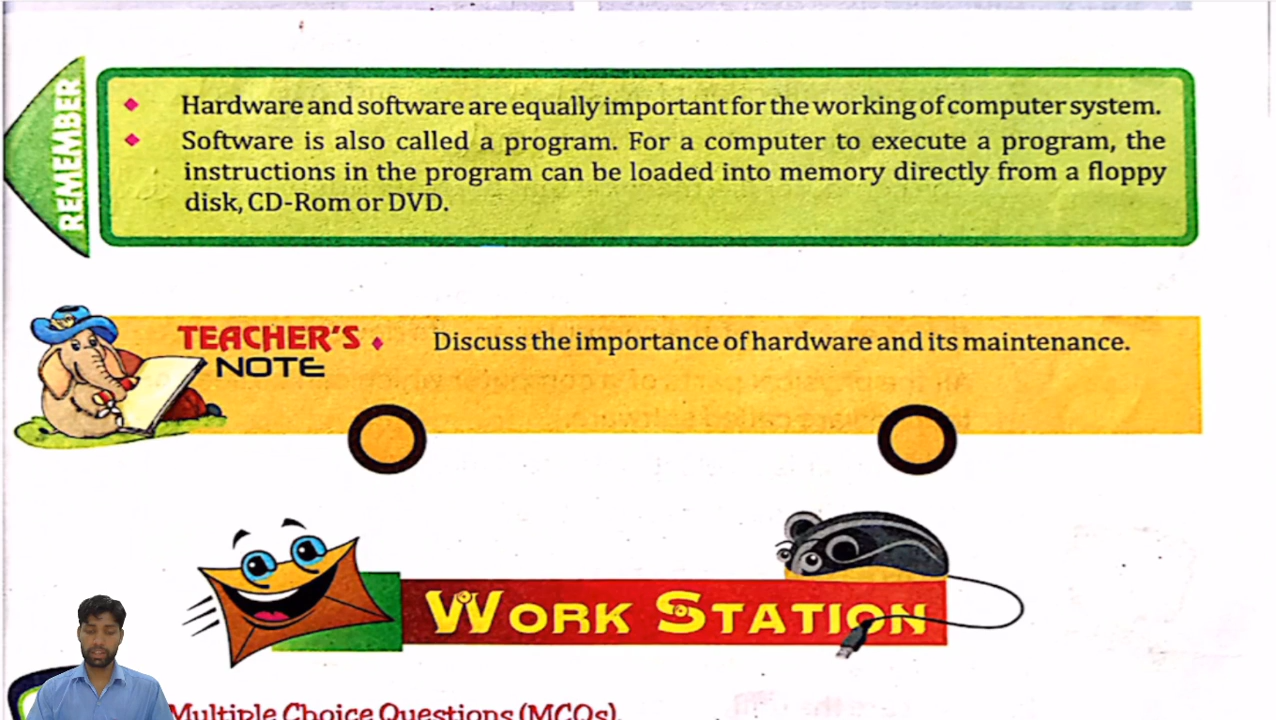 REMEMBER
Hardware and software are equally important for the working of computer system.
Software is also called a program. For a computer to execute a program, the
instructions in the program can be loaded into memory directly from a floppy
disk, CD-Rom or DVD.
TEACHER'S
NOTE
Discuss the importance of hardware and its maintenance.
WORK STATION
Multiple Choice Questions (MCQs).